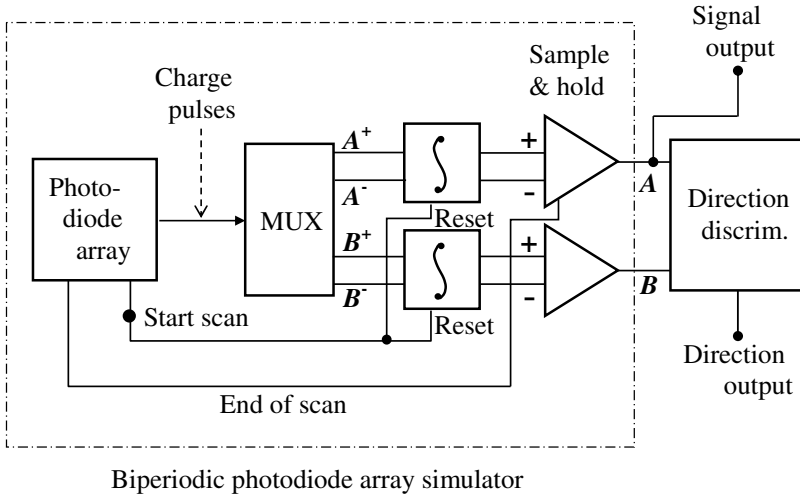 Signal
output
Sample
& hold
Charge
pulses
A+
A-
+
-
A
Photo-
diode
array
MUX
∫
Reset
Direction
discrim.
B+
B-
∫
+
-
B
Start scan
Reset
Direction
output
End of scan
Biperiodic photodiode array simulator